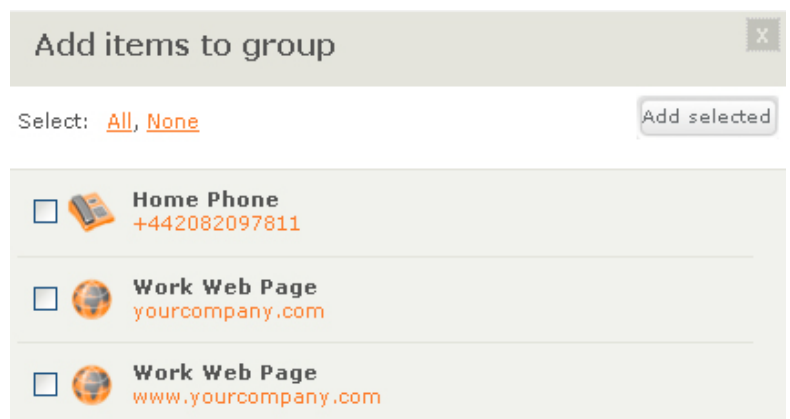 Add items to group
X
Select: All, None
Add selected
Home Phone
+442082097811
Work Web Page
yourcompany.com
Work Web Page
www.yourcompany.com